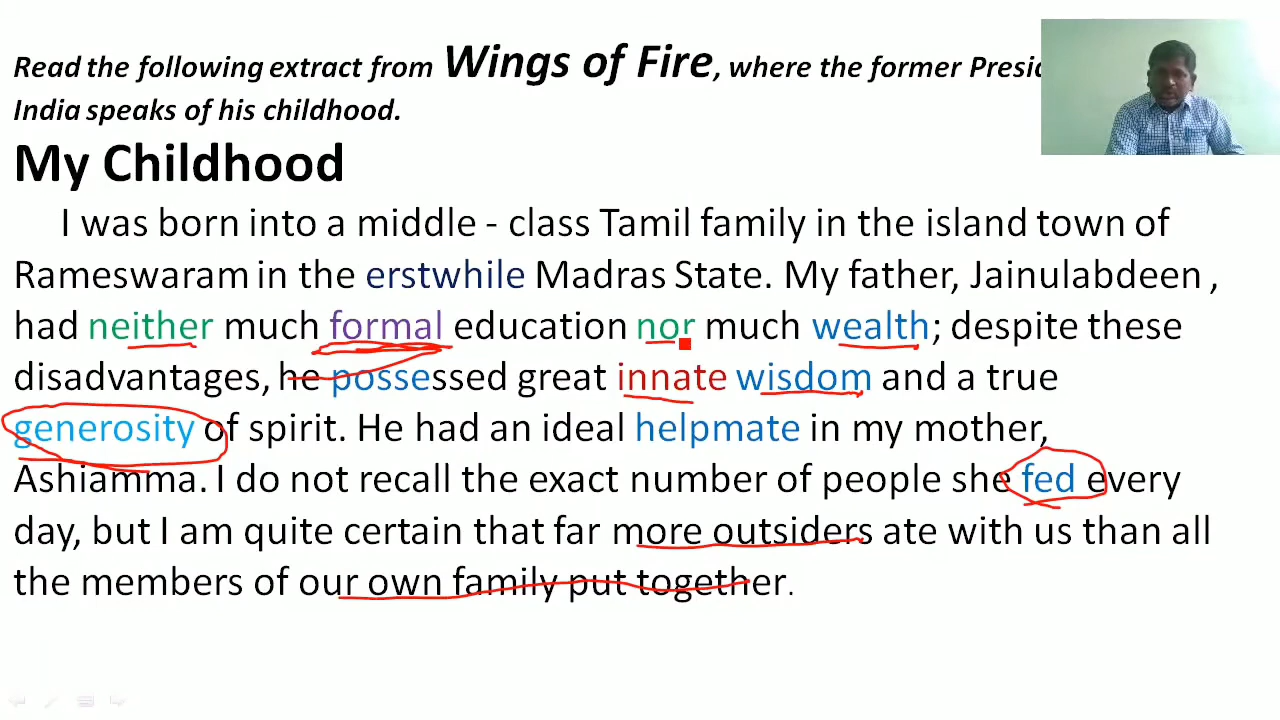 Read the following extract from Wings of Fire, where the former
India speaks of his childhood.
My Childhood
I was born into a middle - class Tamil family in the island town of
Rameswaram in the erstwhile Madras State. My father, Jainulabdeen ,
had neither much formal education nor much wealth; despite these
disadvantages, he possessed great innate wisdom and a true
generosity of spirit. He had an ideal helpmate in my mother,
Ashiamma. I do not recall the exact number of people she fed every
day, but I am quite certain that far more outsiders ate with us than all
the members of our own family put together.